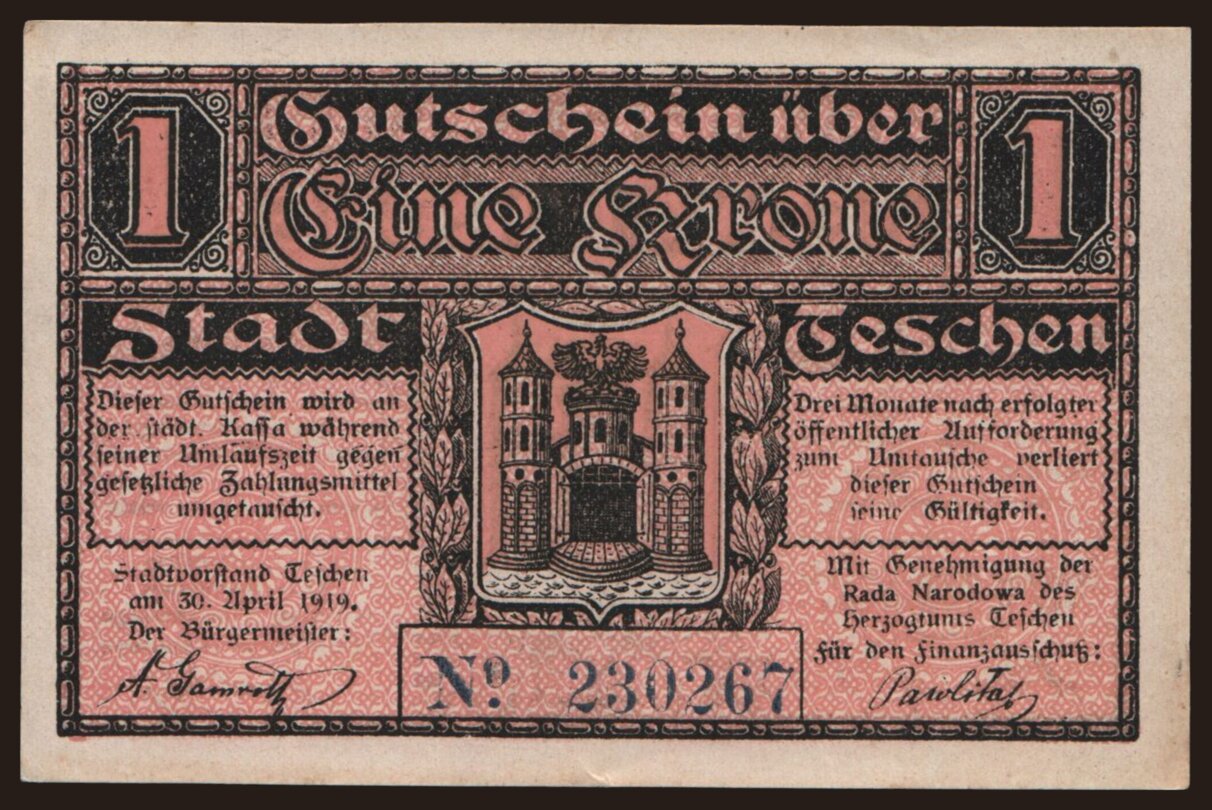 1
Gutschein über
Eine Krone
1
Stadt Teschen
Dieser Gutschein wird an
der städt. Kassa während
seiner Umlaufszeit gegen
gesetzliche Zahlungsmittel
umgetauscht.
Stadtvorstand Teschen
am 30. April 1919.
Der Bürgermeister:
A. Gamroth
Drei Monate nach erfolgter
öffentlicher Aufforderung
zum Umtausche verliert
dieser Gutschein
seine Gültigkeit.
Mit Genehmigung der
Rada Narodowa des
Herzogtums Teschen
Für den Finanzausschuß:
Pawlitas
No. 230267